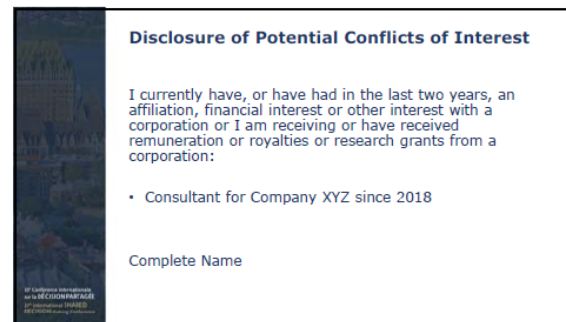 Disclosure of Potential Conflicts of Interest
I currently have, or have had in the last two years, an
affiliation, financial interest or other interest with a
corporation or I am receiving or have received
remuneration or royalties or research grants from a
corporation:
• Consultant for Company XYZ since 2018
Complete Name
10ᵉ Conférence internationale
sur la DÉCISION PARTAGÉE
10ᵗʰ International SHARED
DECISION Making Conference